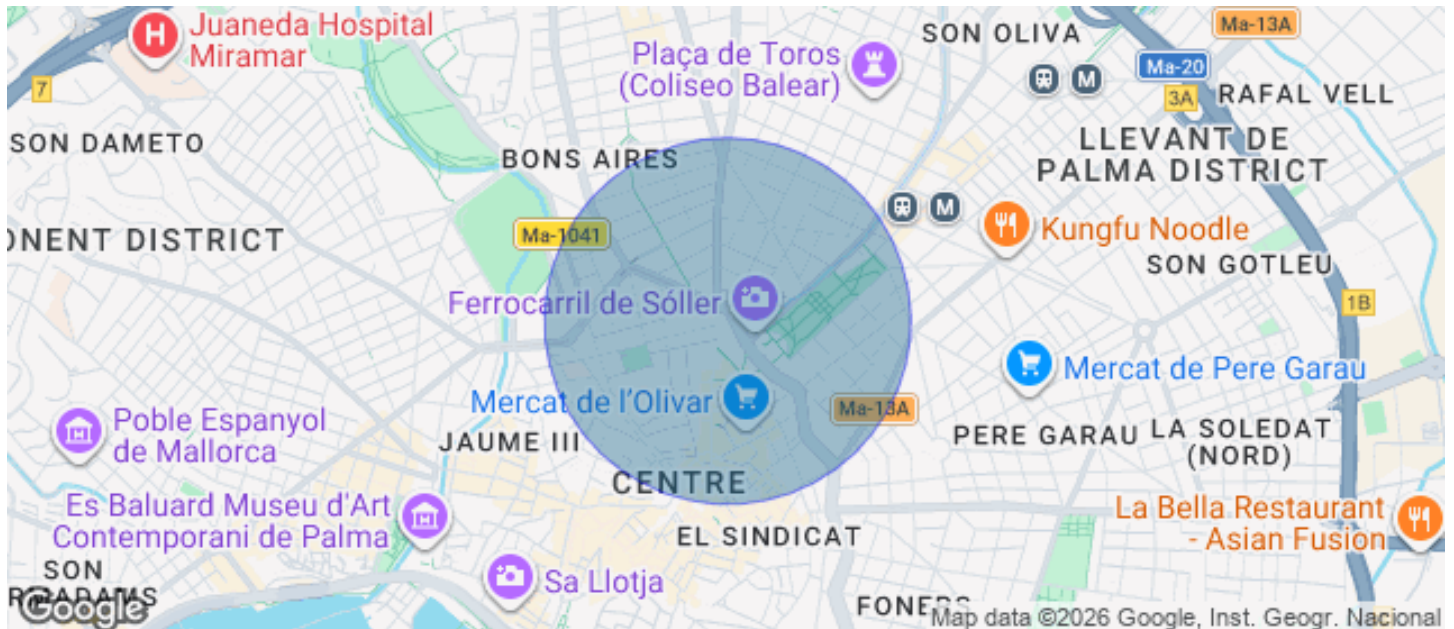 Juaneda Hospital
Miramar
7
Plaça de Toros
(Coliseo Balear)
SON OLIVA
M
Ma-13A
Ma-20
3A
RAFAL VELL
SON DAMETO
BONS AIRES
LLEVANT DE
PALMA DISTRICT
M
Ma-1041
ONENT DISTRICT
Kungfu Noodle
SON GOTLEU
Ferrocarril de Sóller
1B
Mercat de l'Olivar
Ma-13A
Mercat de Pere Garau
Poble Espanyol
de Mallorca
JAUME III
PERE GARAU
LA SOLEDAT
(NORD)
CENTRE
Es Baluard Museu d'Art
Contemporani de Palma
EL SINDICAT
La Bella Restaurant
- Asian Fusion
SON
Sa Llotja
FONERS
Google
Map data ©2026 Google, Inst. Geogr. Nacional